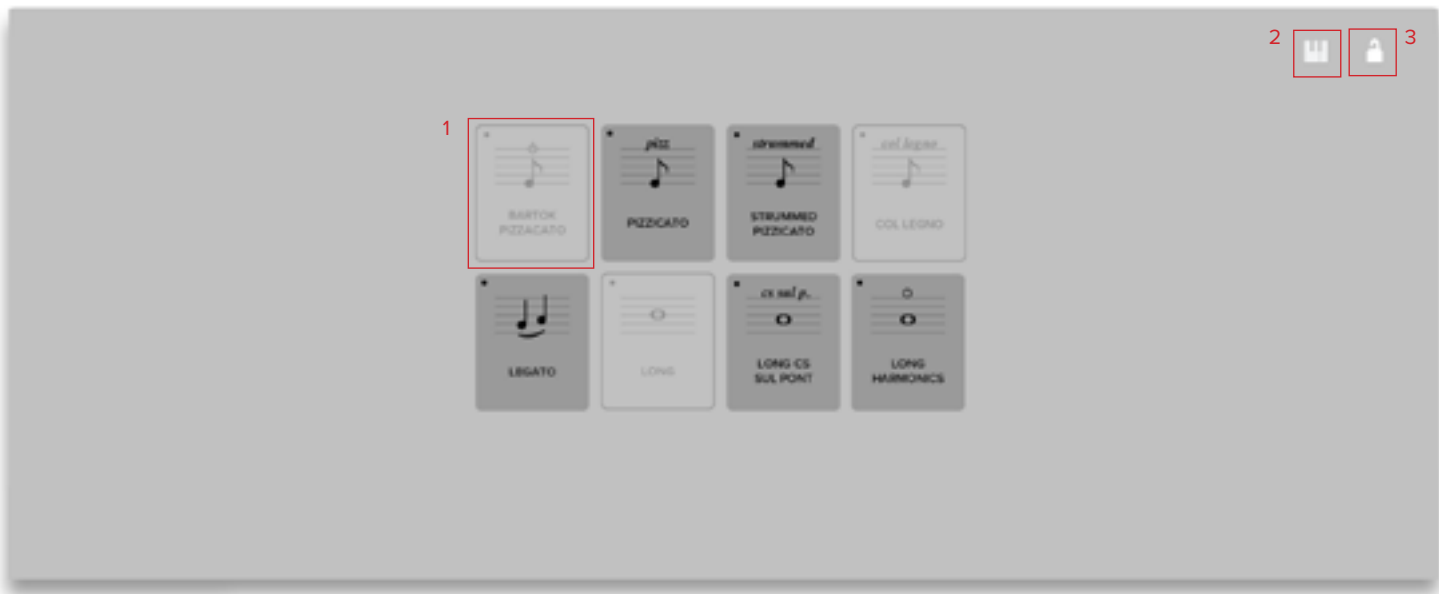 2
3
1
pizz
strummed
col legno
BARTOK
PIZZACATO
PIZZICATO
STRUMMED
PIZZICATO
COL LEGNO
cs sul p.
LEGATO
LONG
LONG CS
SUL PONT
LONG
HARMONICS